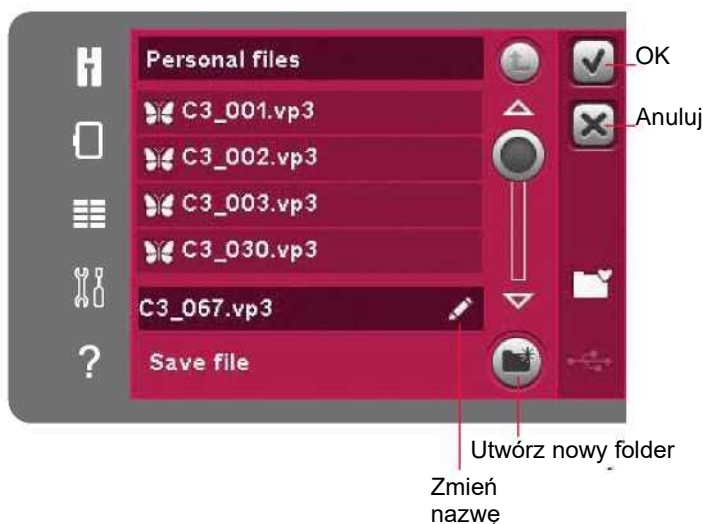 Personal files
OK
C3_001.vp3
Anuluj
C3_002.vp3
C3_003.vp3
C3_030.vp3
C3_067.vp3
?
Save file
Utwórz nowy folder
Zmień
nazwę